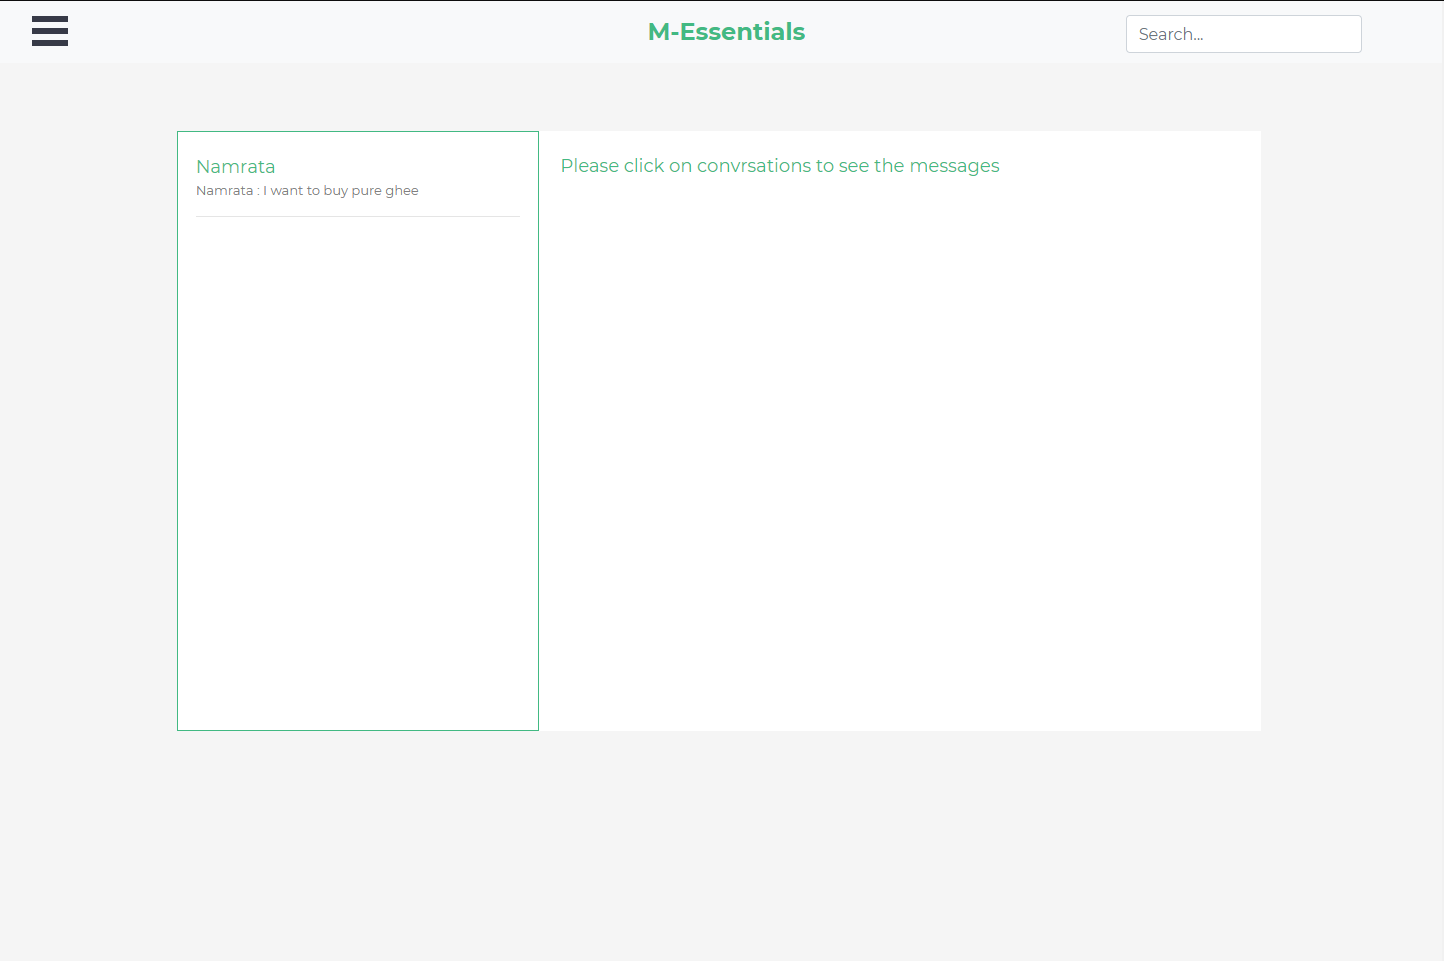 M-Essentials
Search...
Namrata
Namrata : I want to buy pure ghee
Please click on convrsations to see the messages